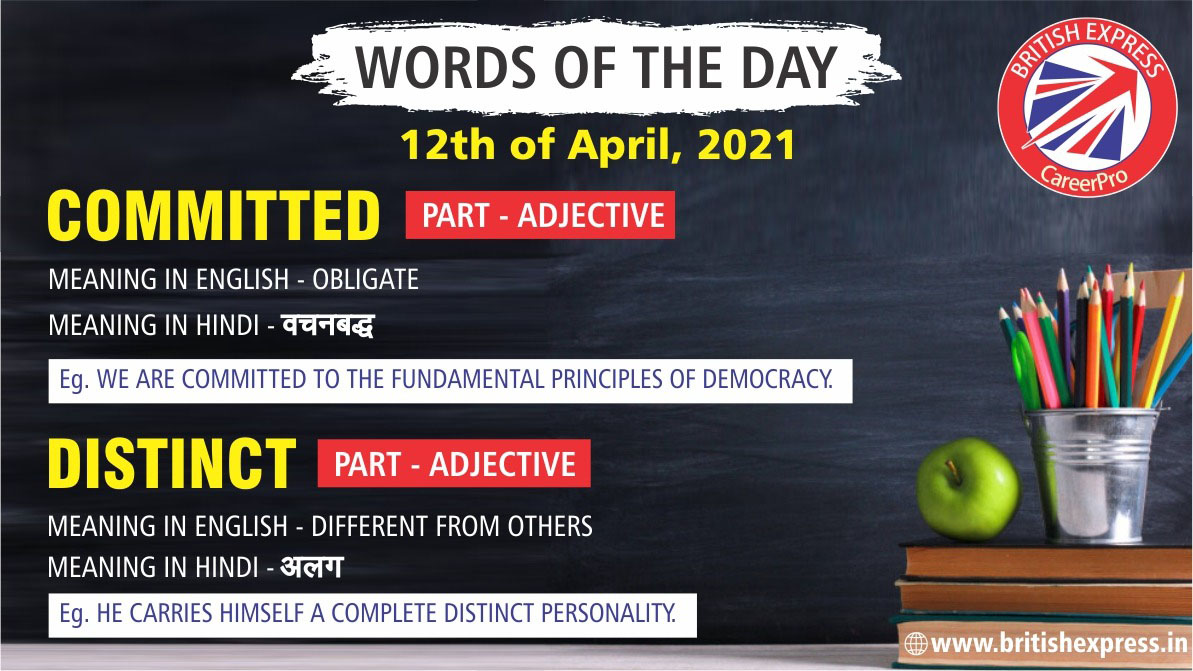 WORDS OF THE DAY
BRITISH EXPRESS
CareerPro
12th of April, 2021
COMMITTED PART - ADJECTIVE
MEANING IN ENGLISH - OBLIGATE
MEANING IN HINDI - वचनबद्ध
Eg. WE ARE COMMITTED TO THE FUNDAMENTAL PRINCIPLES OF DEMOCRACY.
DISTINCT PART - ADJECTIVE
MEANING IN ENGLISH - DIFFERENT FROM OTHERS
MEANING IN HINDI - अलग
Eg. HE CARRIES HIMSELF A COMPLETE DISTINCT PERSONALITY.
www.britishexpress.in